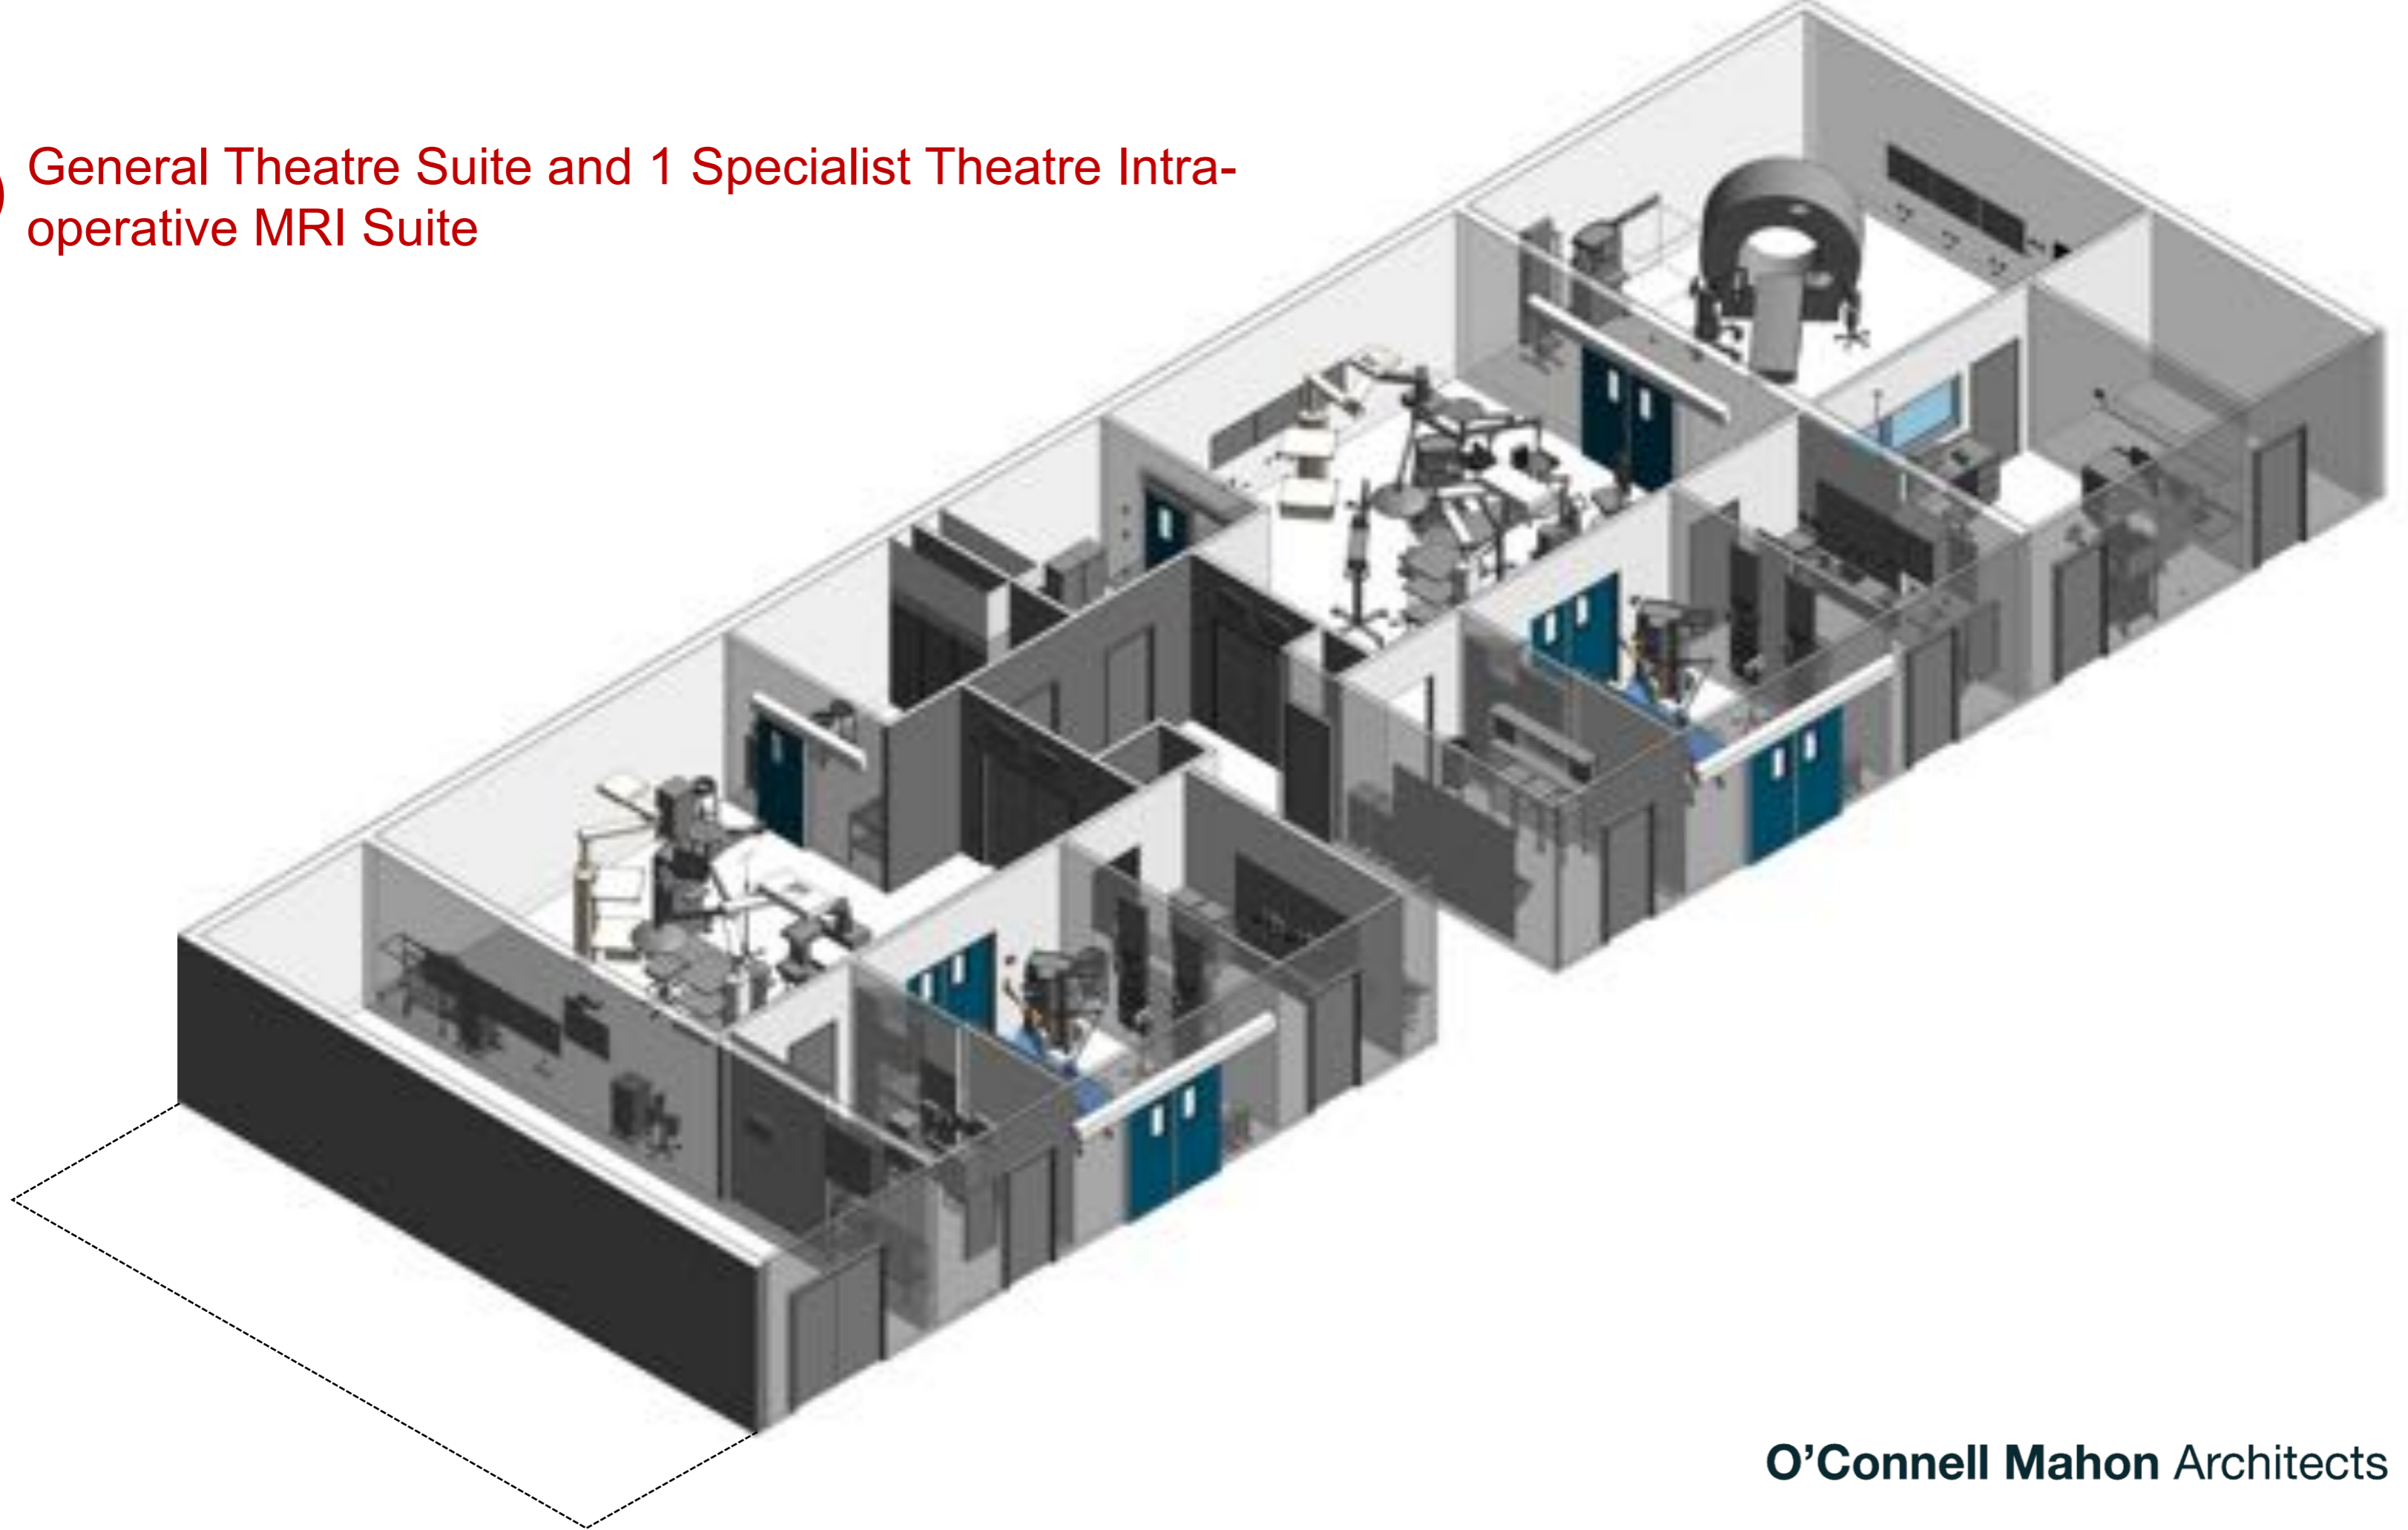 General Theatre Suite and 1 Specialist Theatre Intra-
operative MRI Suite
O’Connell Mahon Architects